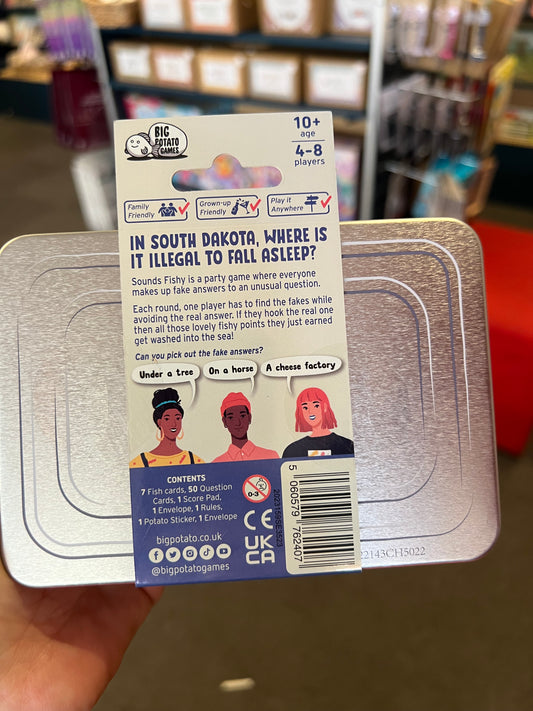 BIG
POTATO
GAMES
10+
age
4-8
players
Family
Friendly
Grown-up
Friendly
Play it
Anywhere
IN SOUTH DAKOTA, WHERE IS
IT ILLEGAL TO FALL ASLEEP?
Sounds Fishy is a party game where everyone
makes up fake answers to an unusual question.
Each round, one player has to find the fakes while
avoiding the real answer. If they hook the real one
then all those lovely fishy points they just earned
get washed into the sea!
Can you pick out the fake answers?
Under a tree
On a horse
A cheese factory
CONTENTS
7 Fish cards, 50 Question
Cards, 1 Score Pad,
1 Envelope, 1 Rules,
1 Potato Sticker, 1 Envelope
bigpotato.co.uk
@bigpotatogames
0-3
CE
UK
CA
5 060579 762407
22143CH5022